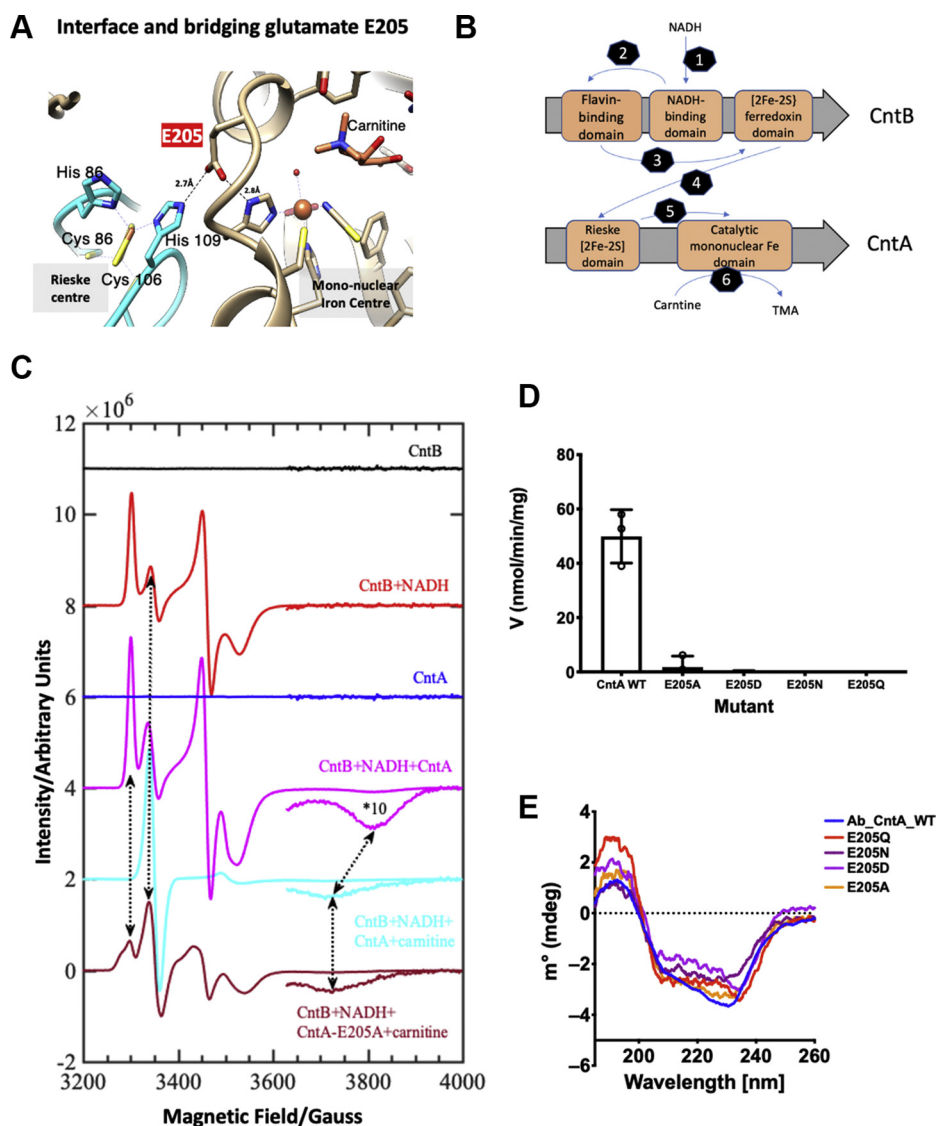 A
Interface and bridging glutamate E205
E205
Carnitine
His 86
2.7Å
2.8Å
His 109
Cys 86
Cys 106
Rieske
centre
Mono-nuclear
Iron Centre
B
NADH
2
1
Flavin-
binding
domain
NADH-
binding
domain
[2Fe-2S}
ferredoxin
domain
CntB
3
4
5
Rieske
[2Fe-2S]
domain
Catalytic
mononuclear Fe
domain
CntA
6
Carntine
TMA
C
×10⁶
12
10
8
6
4
2
0
-2
Intensity/Arbitrary Units
CntB
CntB+NADH
CntA
CntB+NADH+CntA
*10
CntB+NADH+
CntA+carnitine
CntB+NADH+
CntA-E205A+carnitine
3200
3400
3600
3800
4000
Magnetic Field/Gauss
D
80
60
40
20
0
V (nmol/min/mg)
CntA WT
E205A
E205D
E205N
E205Q
Mutant
E
6
4
2
0
−2
−4
−6
m° (mdeg)
Ab_CntA_WT
E205Q
E205N
E205D
E205A
200
220
240
260
Wavelength [nm]